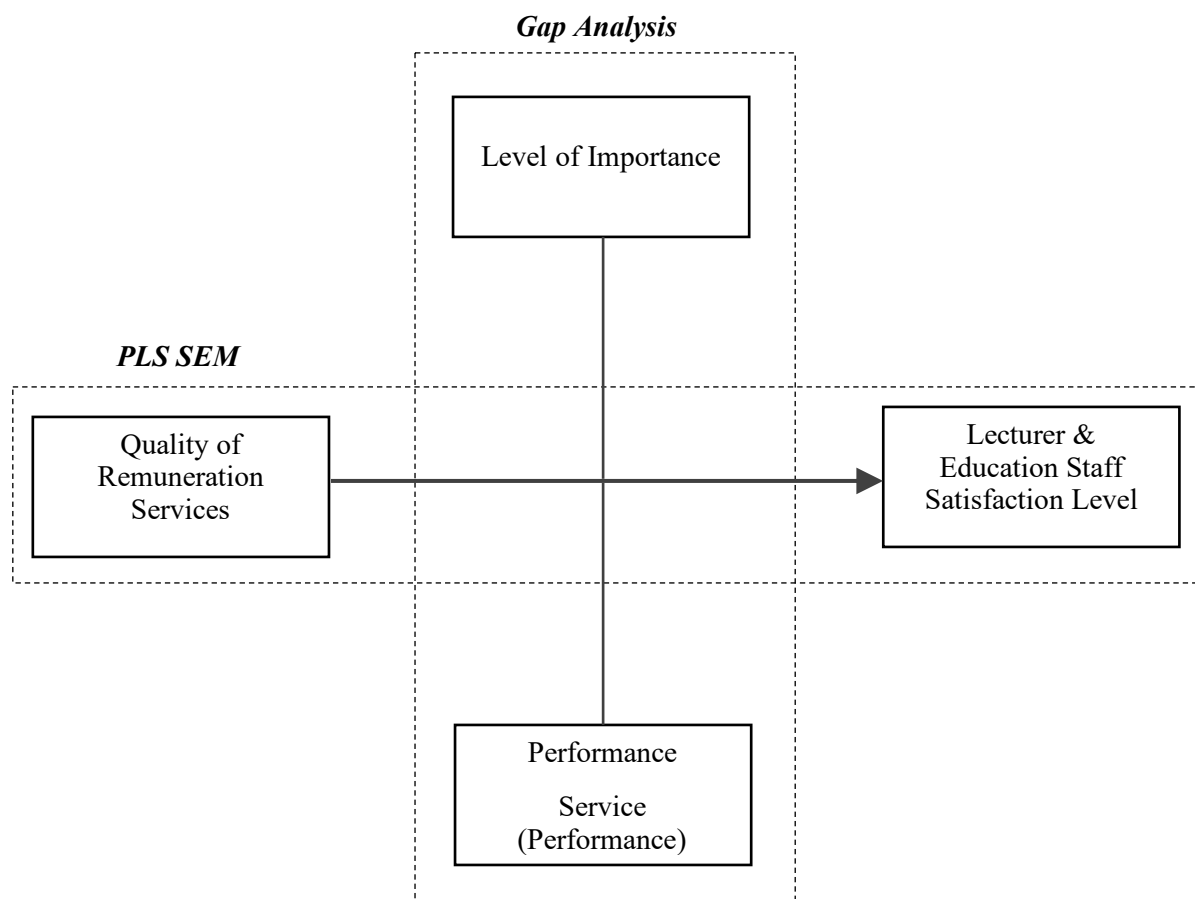 Gap Analysis
Level of Importance
PLS SEM
Quality of
Remuneration
Services
Lecturer &
Education Staff
Satisfaction Level
Performance
Service
(Performance)